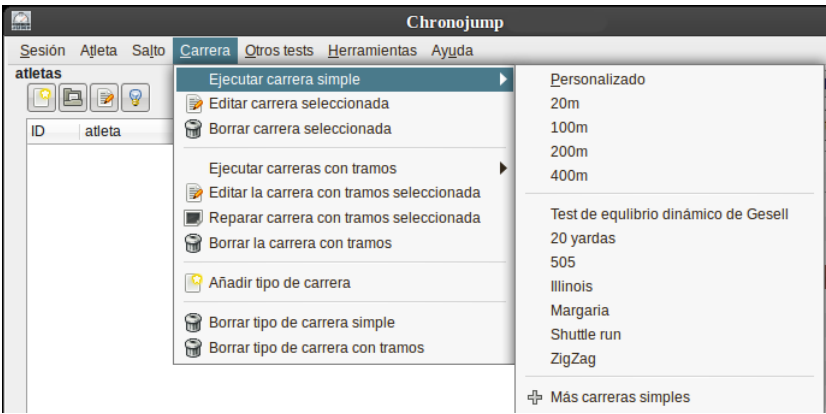 Chronojump
Sesión Atleta Salto Carrera Otros tests Herramientas Ayuda
atletas
ID atleta
Ejecutar carrera simple
Editar carrera seleccionada
Borrar carrera seleccionada
Ejecutar carreras con tramos
Editar la carrera con tramos seleccionada
Reparar carrera con tramos seleccionada
Borrar la carrera con tramos
Añadir tipo de carrera
Borrar tipo de carrera simple
Borrar tipo de carrera con tramos
Personalizado
20m
100m
200m
400m
Test de equlibrio dinámico de Gesell
20 yardas
505
Illinois
Margaria
Shuttle run
ZigZag
Más carreras simples